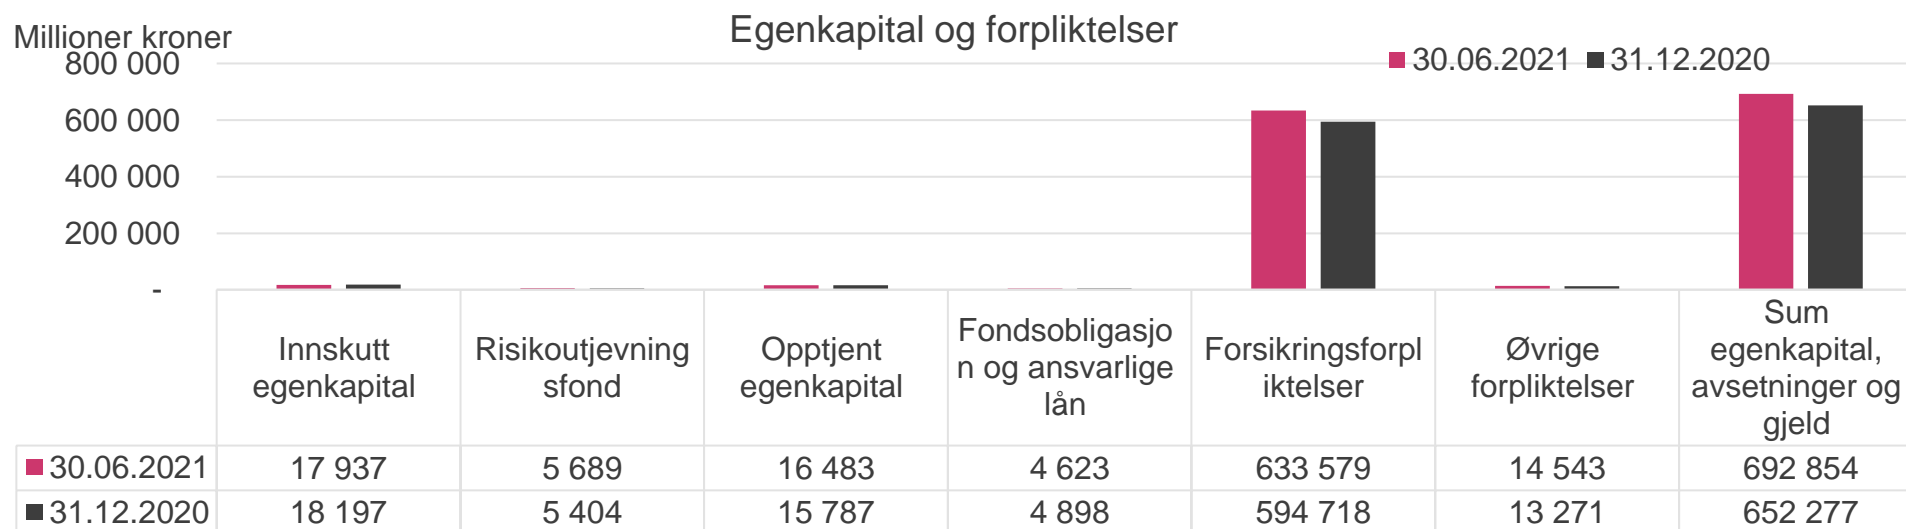 Egenkapital og forpliktelser
Millioner kroner
30.06.2021 31.12.2020
800 000
600 000
400 000
200 000
-
Innskutt
egenkapital
Risikoutjevning
sfond
Opptjent
egenkapital
Fondsobligasjo
n og ansvarlige
lån
Forsikringsforpl
iktelser
Øvrige
forpliktelser
Sum
egenkapital,
avsetninger og
gjeld
30.06.2021 17 937 5 689 16 483 4 623 633 579 14 543 692 854
31.12.2020 18 197 5 404 15 787 4 898 594 718 13 271 652 277